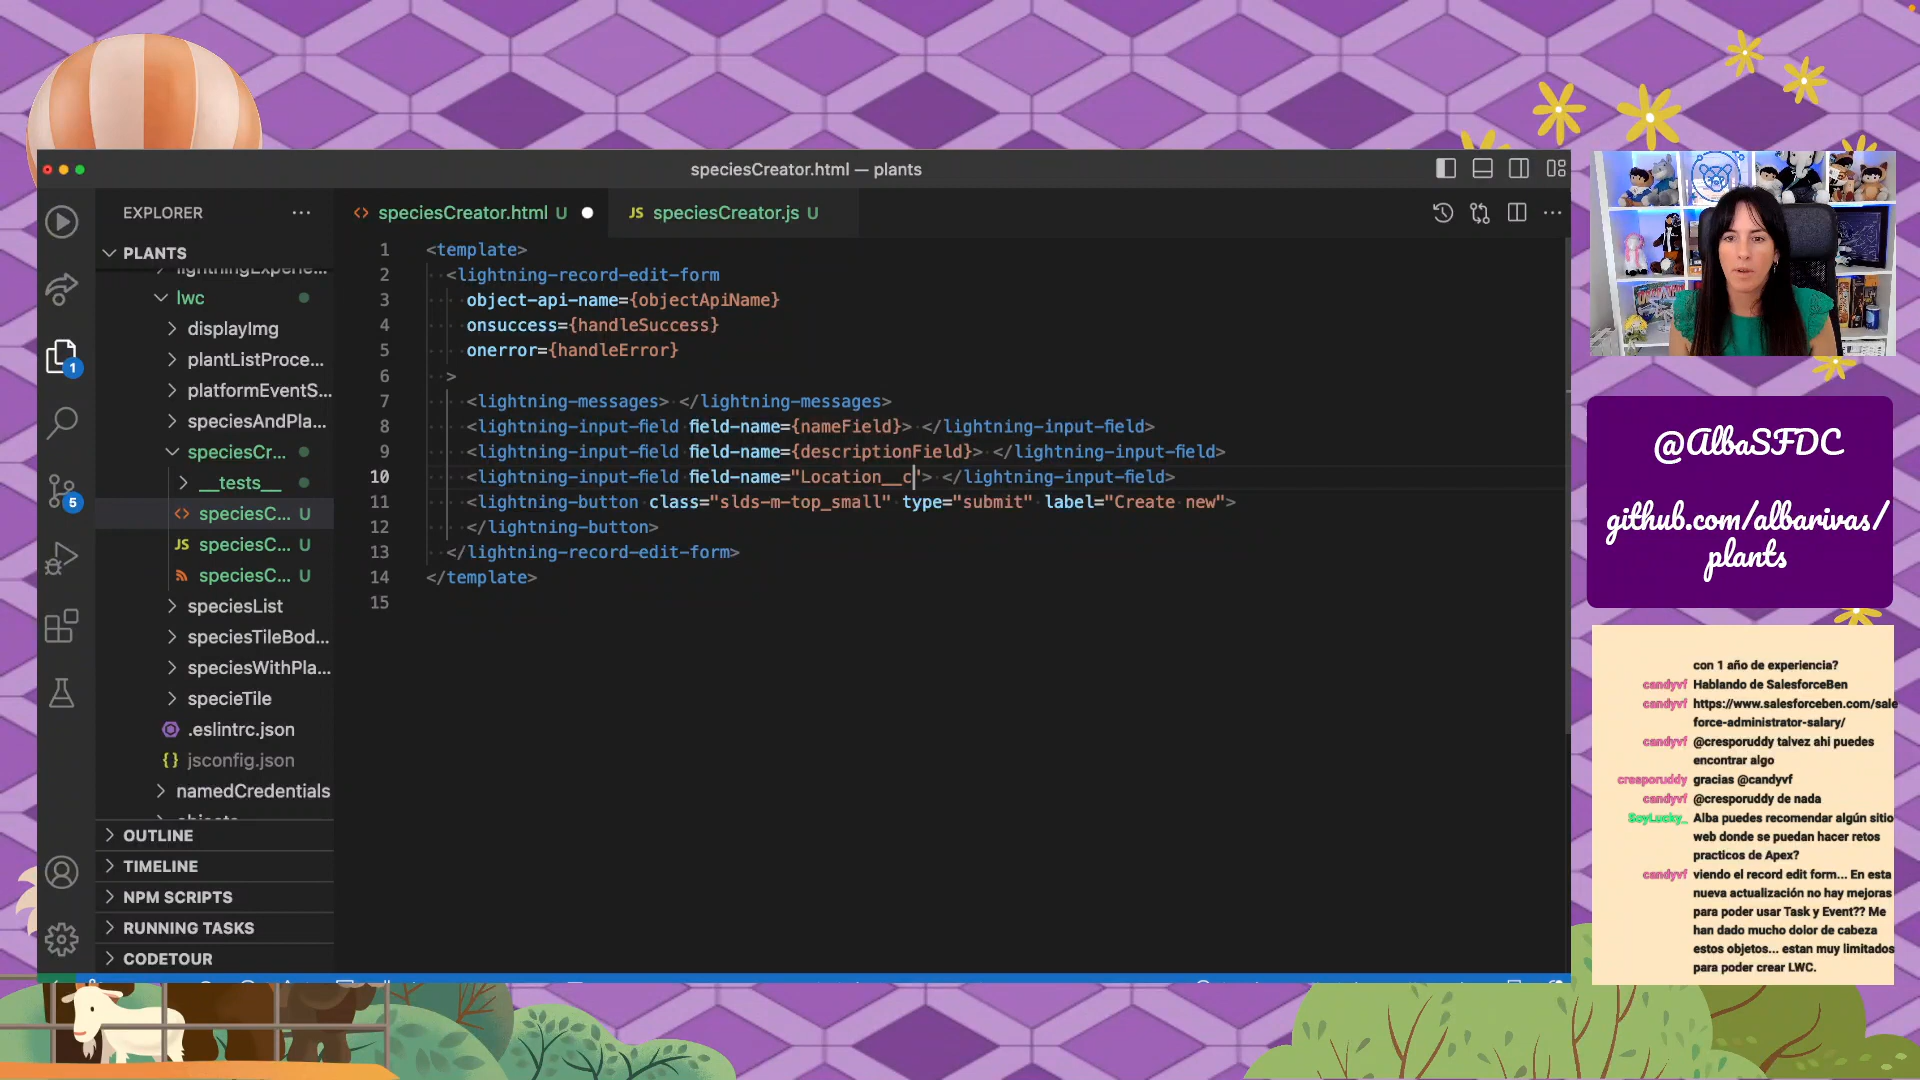 speciesCreator.html — plants
EXPLORER
speciesCreator.html U
JS speciesCreator.js U
PLANTS
lwc
displayImg
plantListProce...
platformEventS...
speciesAndPla...
speciesCr...
__tests__
speciesC... U
JS speciesC... U
speciesC... U
speciesList
speciesTileBod...
speciesWithPla...
specieTile
.eslintrc.json
{} jsconfig.json
namedCredentials
OUTLINE
TIMELINE
NPM SCRIPTS
RUNNING TASKS
CODETOUR
1
5
1 <template>
2 <lightning-record-edit-form
3 object-api-name={objectApiName}
4 onsuccess={handleSuccess}
5 onerror={handleError}
6 >
7 <lightning-messages> </lightning-messages>
8 <lightning-input-field field-name={nameField}> </lightning-input-field>
9 <lightning-input-field field-name={descriptionField}> </lightning-input-field>
10 <lightning-input-field field-name="Location__c"> </lightning-input-field>
11 <lightning-button class="slds-m-top_small" type="submit" label="Create new">
12 </lightning-button>
13 </lightning-record-edit-form>
14 </template>
15
@AlbaSFDC
github.com/albarivas/
plants
con 1 año de experiencia?
candyvf Hablando de SalesforceBen
candyvf https://www.salesforceben.com/sale
force-administrator-salary/
candyvf @cresporuddy talvez ahi puedes
encontrar algo
cresporuddy gracias @candyvf
candyvf @cresporuddy de nada
SoyLucky_ Alba puedes recomendar algún sitio
web donde se puedan hacer retos
practicos de Apex?
candyvf viendo el record edit form... En esta
nueva actualización no hay mejoras
para poder usar Task y Event?? Me
han dado mucho dolor de cabeza
estos objetos... estan muy limitados
para poder crear LWC.